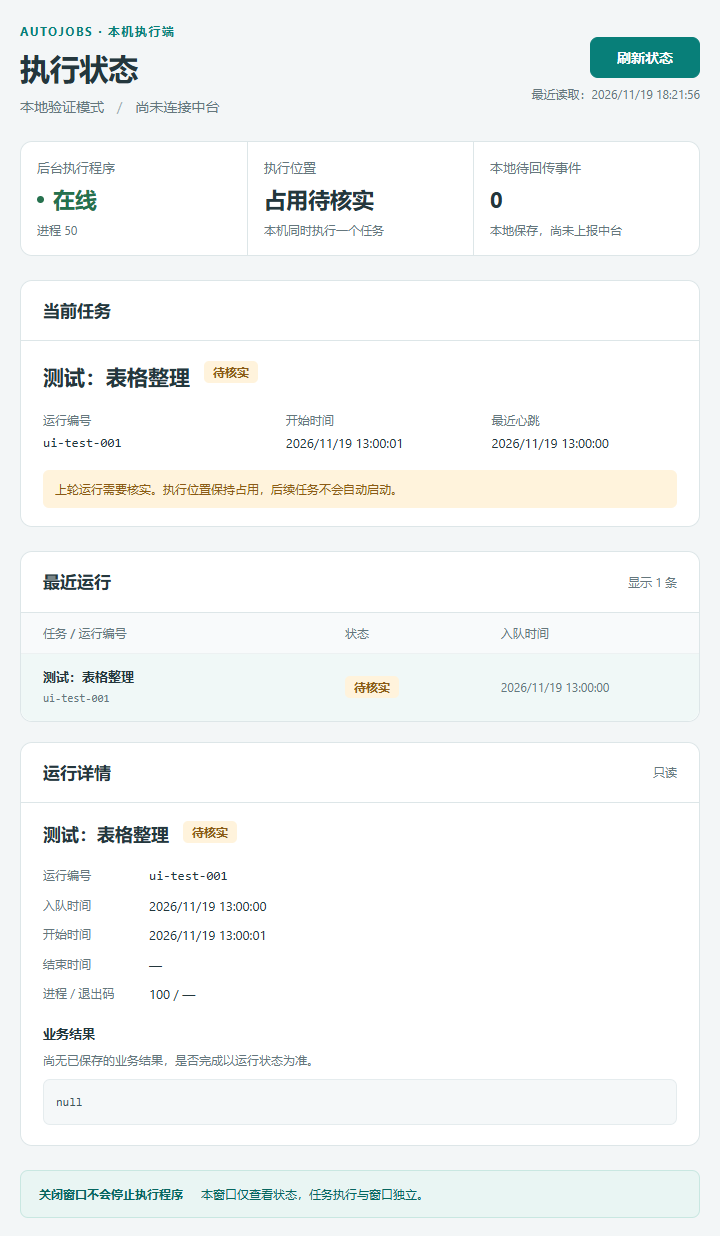 AUTOJOBS · 本机执行端
执行状态
本地验证模式 / 尚未连接中台
刷新状态
最近读取：2026/11/19 18:21:56
后台执行程序
• 在线
进程 50
执行位置
占用待核实
本机同时执行一个任务
本地待回传事件
0
本地保存，尚未上报中台
当前任务
测试：表格整理 待核实
运行编号 开始时间 最近心跳
ui-test-001 2026/11/19 13:00:01 2026/11/19 13:00:00
上轮运行需要核实。执行位置保持占用，后续任务不会自动启动。
最近运行 显示 1 条
任务 / 运行编号 状态 入队时间
测试：表格整理
ui-test-001
待核实
2026/11/19 13:00:00
运行详情 只读
测试：表格整理 待核实
运行编号 ui-test-001
入队时间 2026/11/19 13:00:00
开始时间 2026/11/19 13:00:01
结束时间 —
进程 / 退出码 100 / —
业务结果
尚无已保存的业务结果，是否完成以运行状态为准。
null
关闭窗口不会停止执行程序 本窗口仅查看状态，任务执行与窗口独立。